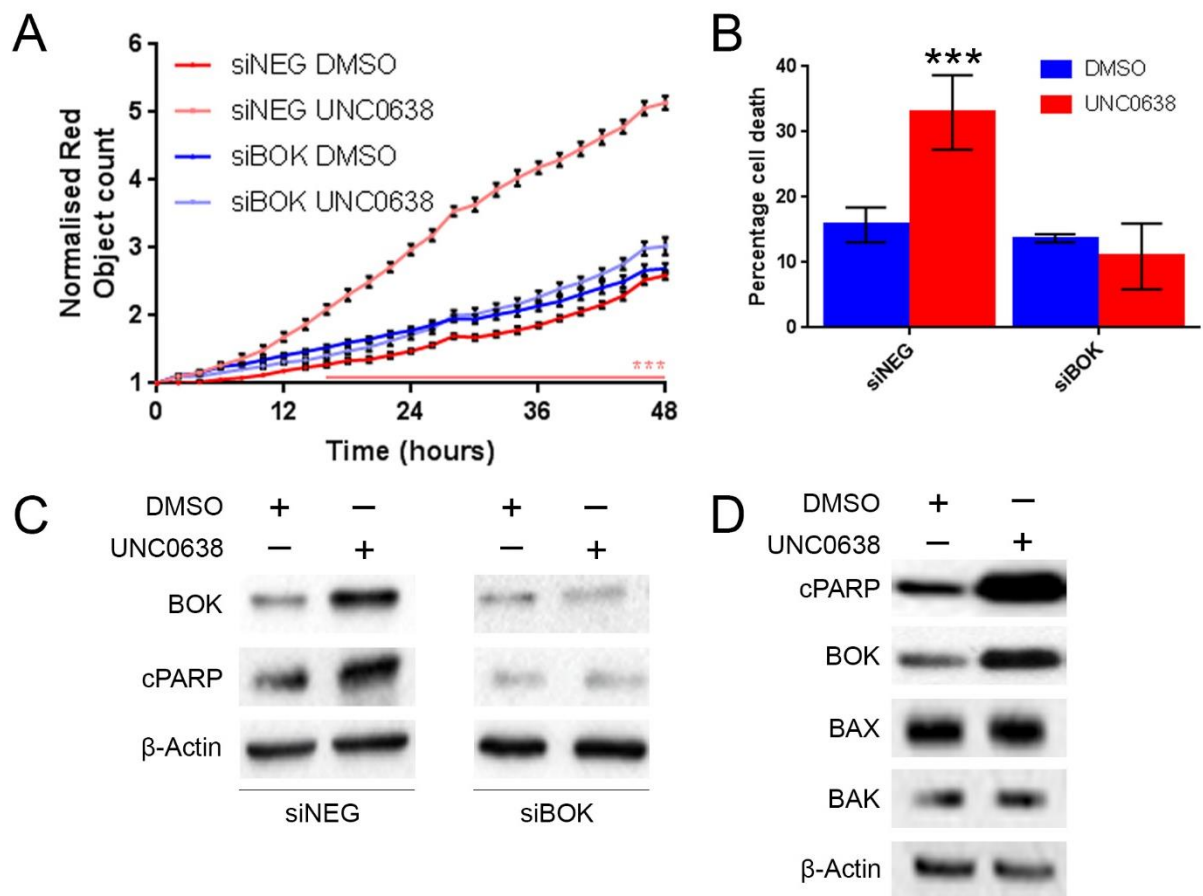 A
Normalised Red
Object count
6
5
4
3
2
1
siNEG DMSO
siNEG UNC0638
siBOK DMSO
siBOK UNC0638
***
0
12
24
36
48
Time (hours)
B
Percentage cell death
40
30
20
10
0
***
DMSO
UNC0638
siNEG
siBOK
C
DMSO + − + −
UNC0638 − + − +
BOK
cPARP
β-Actin
siNEG
siBOK
D
DMSO + −
UNC0638 − +
cPARP
BOK
BAX
BAK
β-Actin